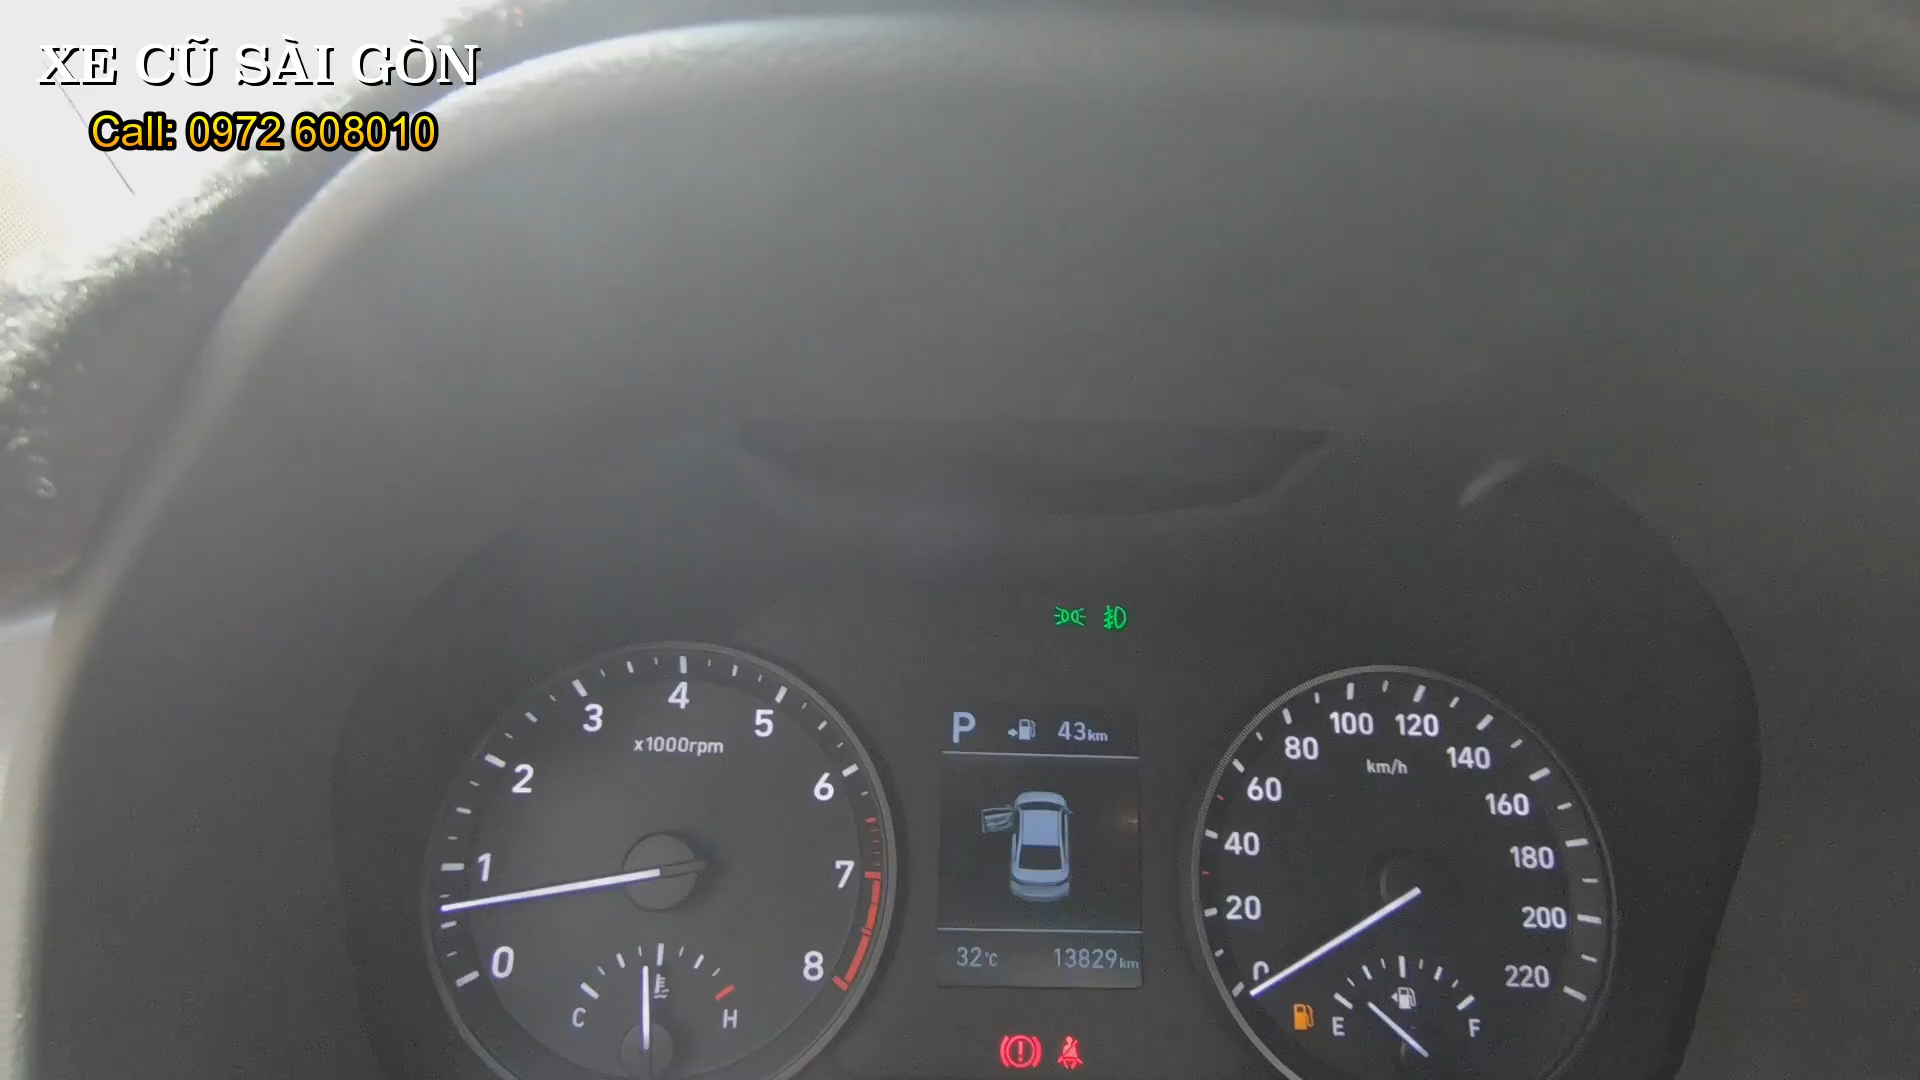 XE CŨ SÀI GÒN
Call: 0972 608010
0 1 2 3 4 5 6 7 8
x1000rpm
C H
P 43km
32°C 13829km
0 20 40 60 80 100 120 140 160 180 200 220
km/h
E F